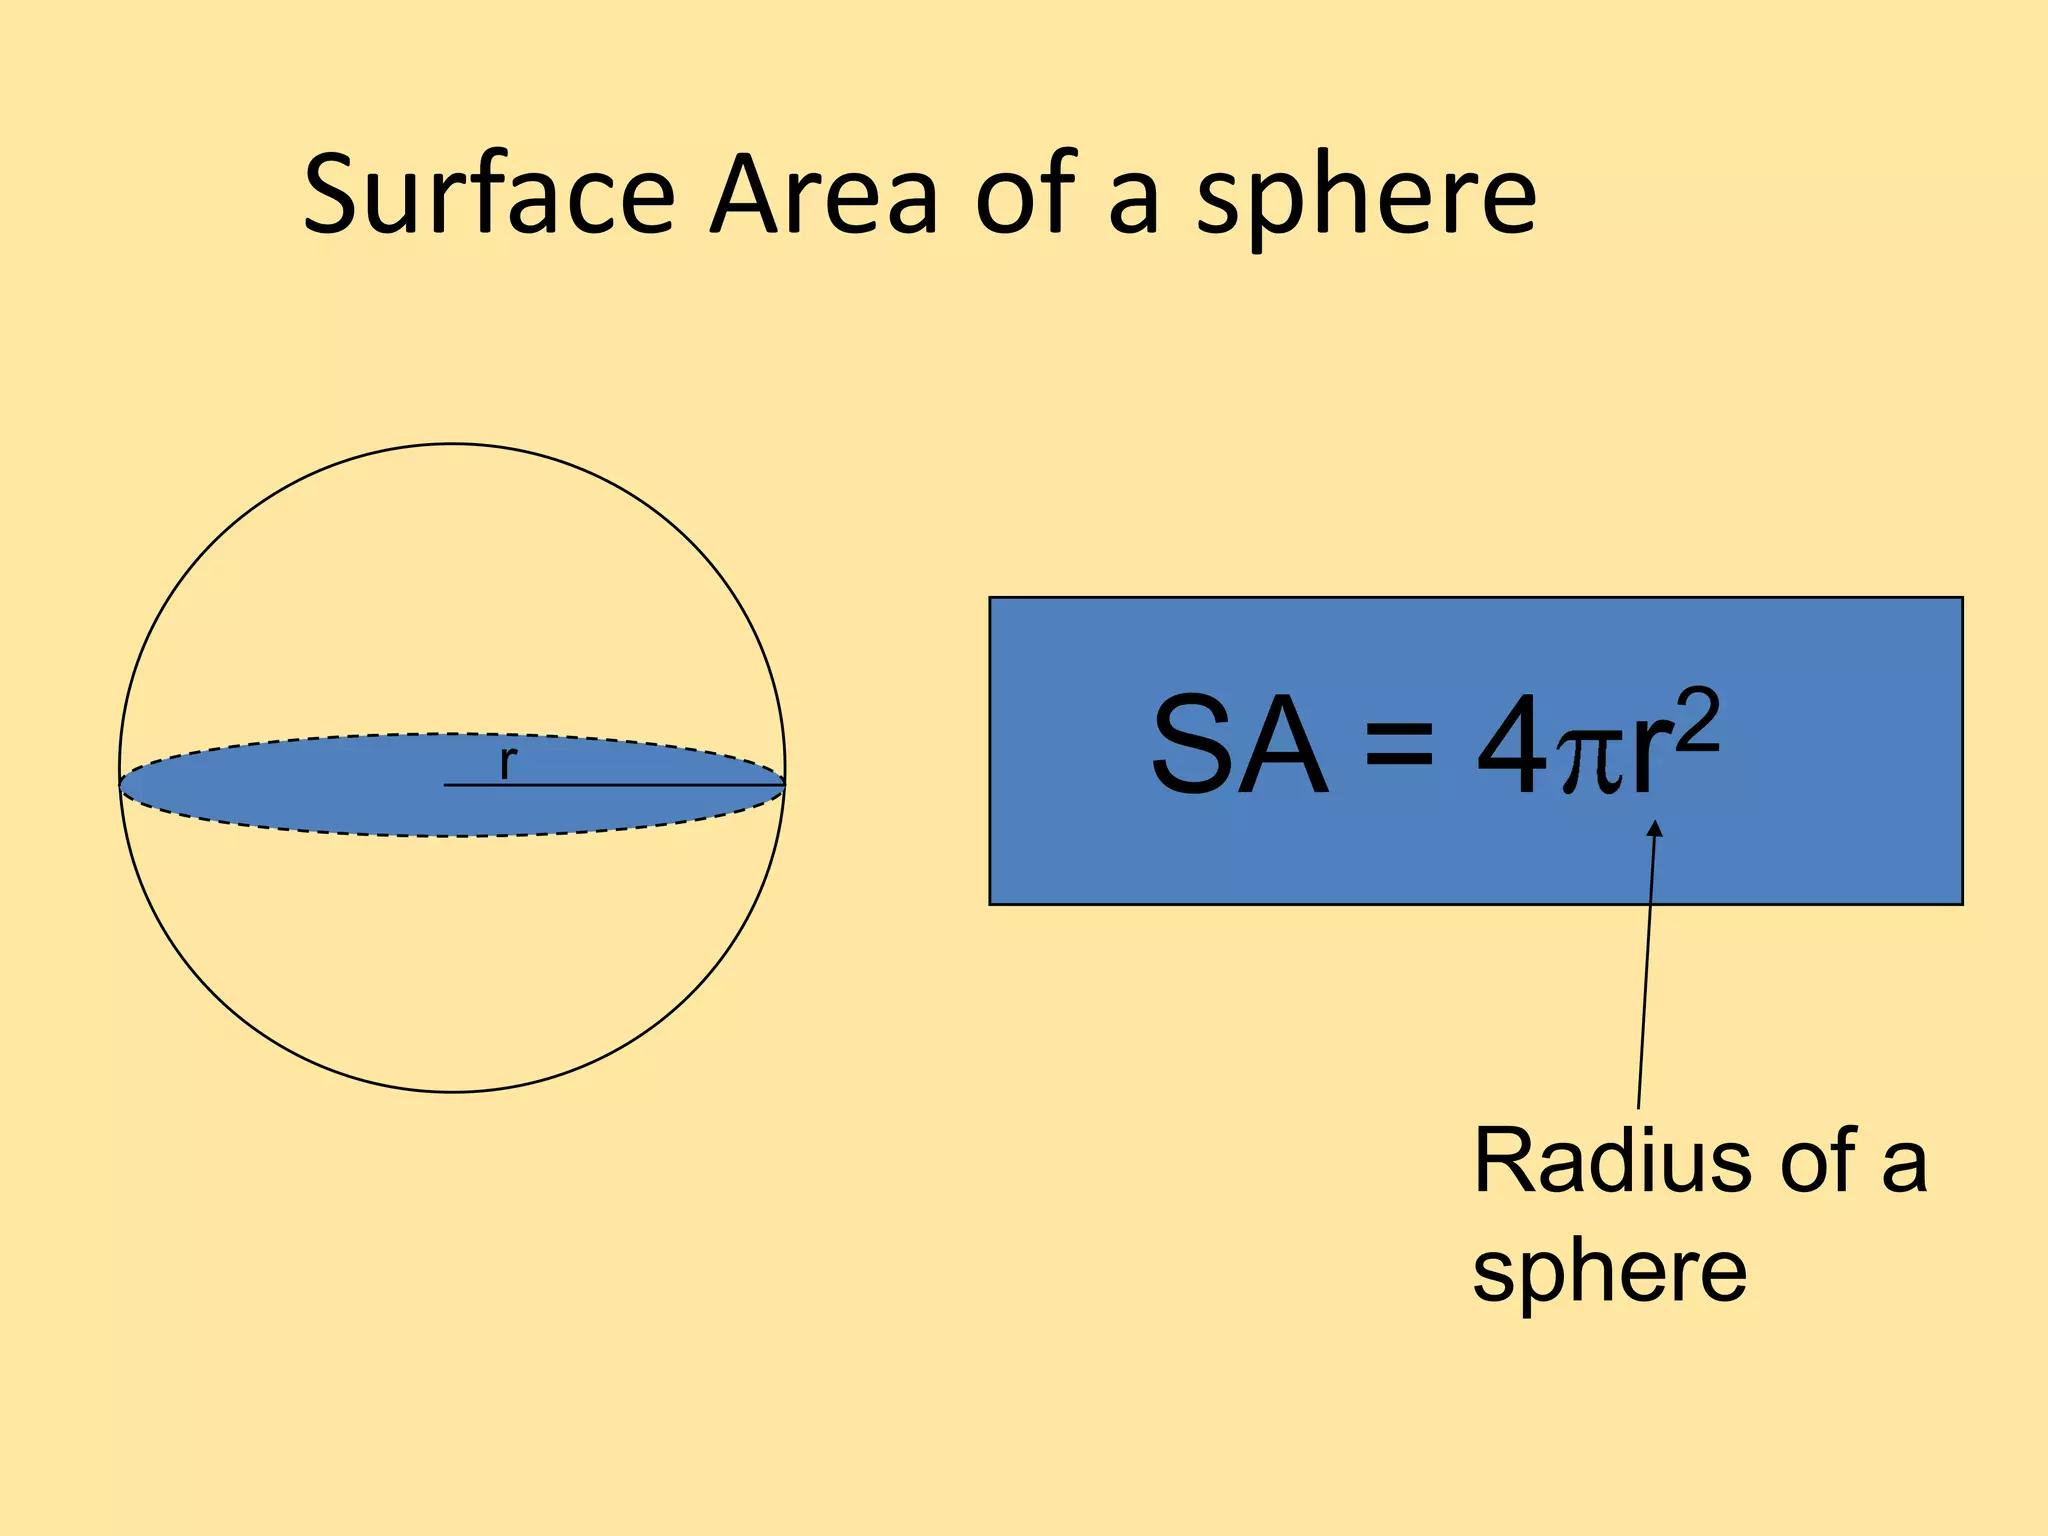 Surface Area of a sphere
r
SA = 4πr²
Radius of a
sphere